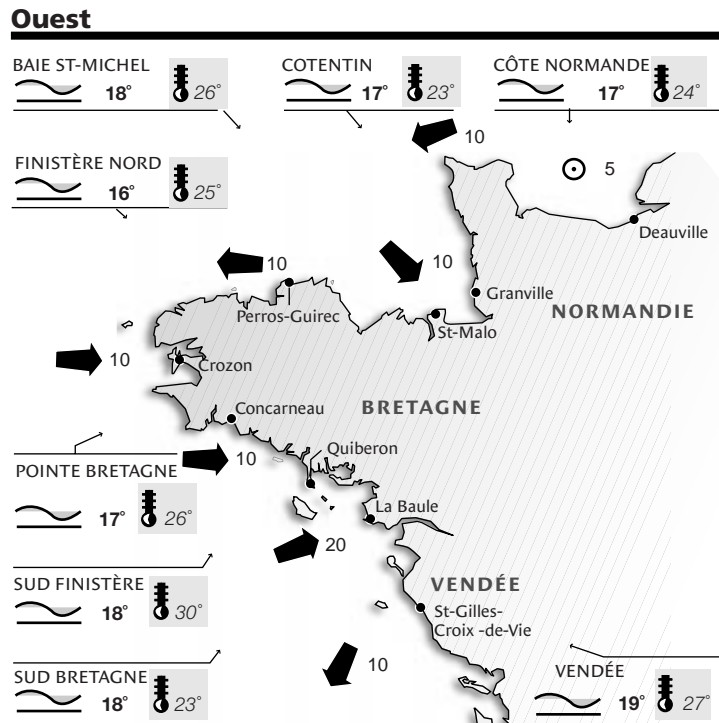 Ouest
BAIE ST-MICHEL
18° 26°
COTENTIN
17° 23°
CÔTE NORMANDE
17° 24°
10
5
FINISTÈRE NORD
16° 25°
Deauville
10
10
Granville
Perros-Guirec
St-Malo
NORMANDIE
10
Crozon
BRETAGNE
Concarneau
Quiberon
10
POINTE BRETAGNE
17° 26°
La Baule
20
SUD FINISTÈRE
18° 30°
VENDÉE
St-Gilles-
Croix -de-Vie
10
SUD BRETAGNE
18° 23°
VENDÉE
19° 27°